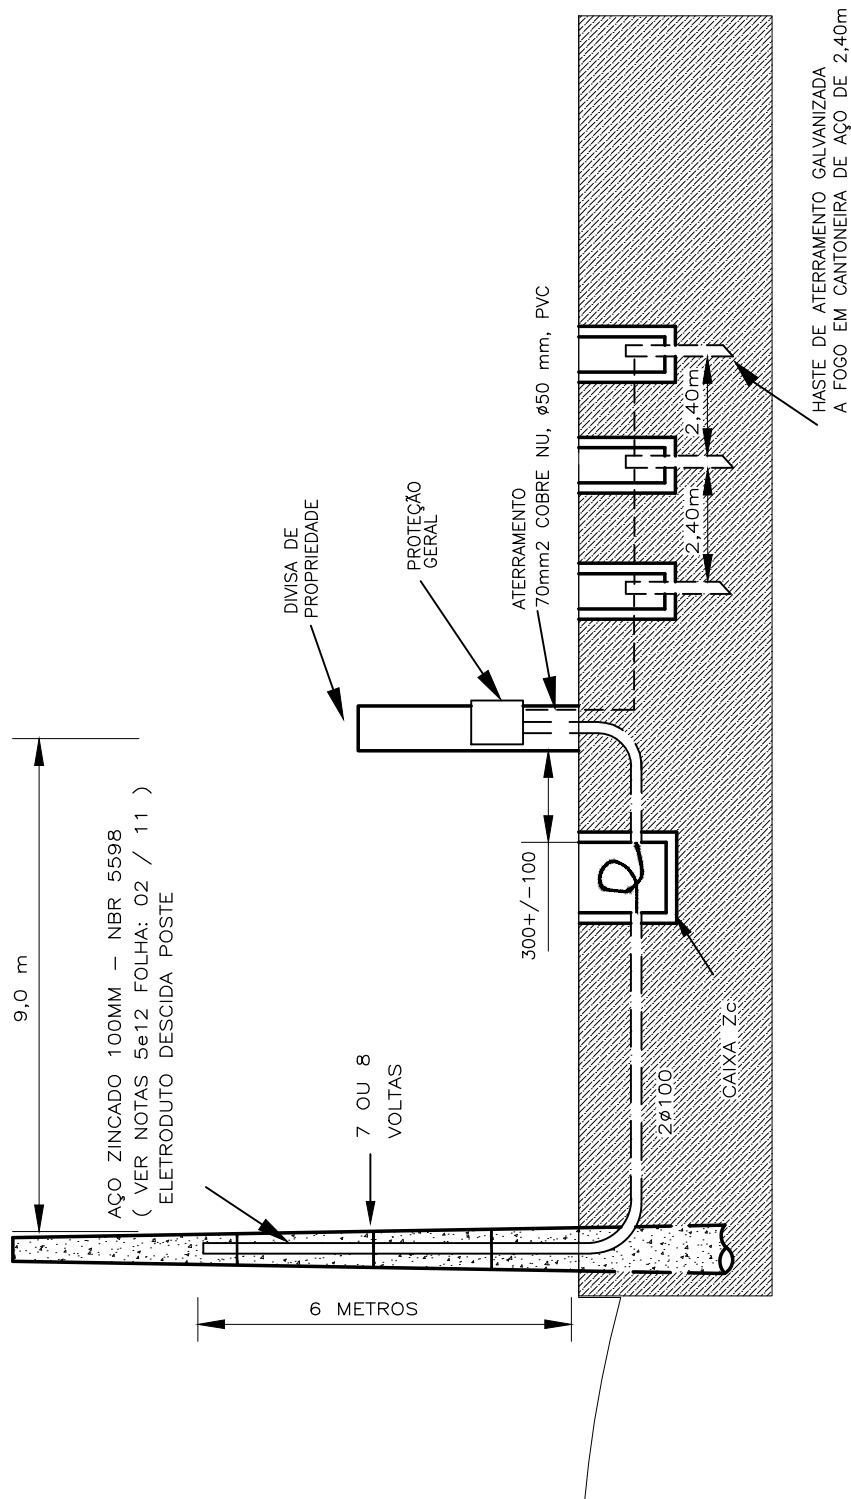 9,0 m
AÇO ZINCADO 100MM – NBR 5598
( VER NOTAS 5e12 FOLHA: 02 / 11 )
ELETRODUTO DESCIDA POSTE
7 OU 8
VOLTAS
6 METROS
DIVISA DE
PROPRIEDADE
PROTEÇÃO
GERAL
ATERRAMENTO
70mm2 COBRE NU, ø50 mm, PVC
300+/-100
2ø100
CAIXA Zc
2,40m
2,40m
HASTE DE ATERRAMENTO GALVANIZADA
A FOGO EM CANTONEIRA DE AÇO DE 2,40m